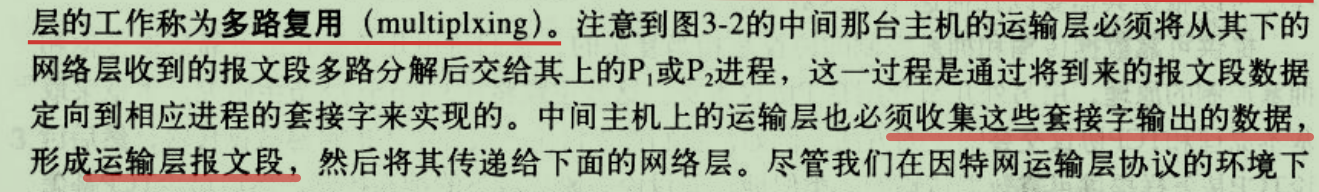 层的工作称为多路复用（multiplxing）。注意到图3-2的中间那台主机的运输层必须将从其下的
网络层收到的报文段多路分解后交给其上的P₁或P₂进程，这一过程是通过将到来的报文段数据
定向到相应进程的套接字来实现的。中间主机上的运输层也必须收集这些套接字输出的数据，
形成运输层报文段，然后将其传递给下面的网络层。尽管我们在因特网运输层协议的环境下